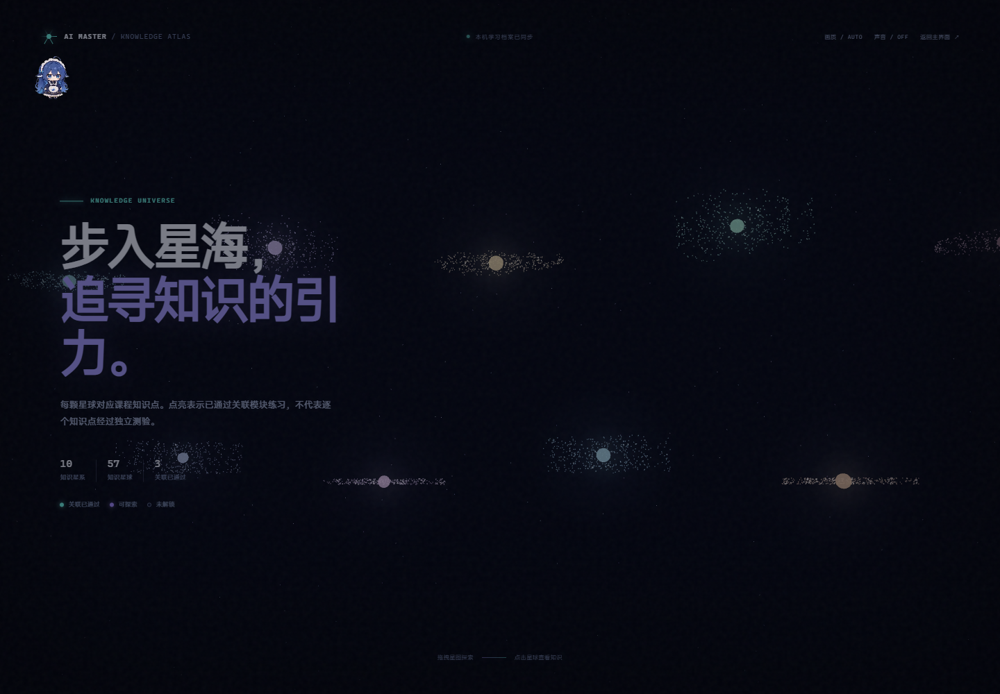 AI MASTER / KNOWLEDGE ATLAS
本机学习档案已同步
画质 / AUTO 声音 / OFF 返回主界面 ↗
KNOWLEDGE UNIVERSE
步入星海，
追寻知识的引
力。
每颗星球对应课程知识点。点亮表示已通过关联模块练习，不代表逐
个知识点经过独立测验。
10 57 3
知识星系 知识星球 关联已通过
关联已通过 可探索 未解锁
拖拽星图探索 点击星球查看知识